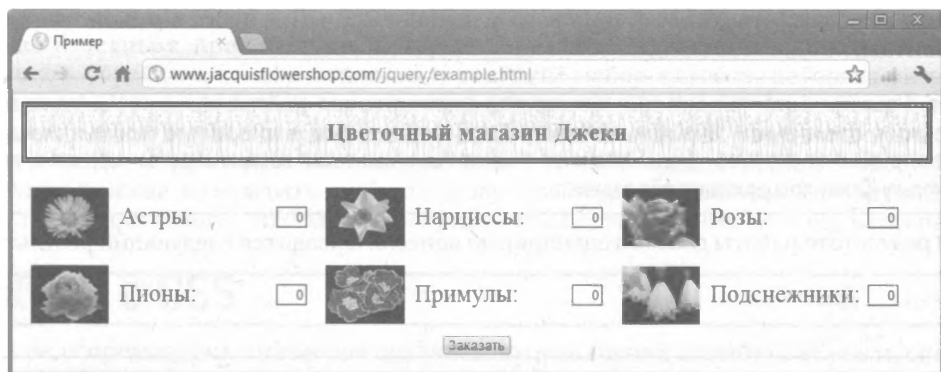 Пример
www.jacquisflowershop.com/jquery/example.html
Цветочный магазин Джеки
Астры: 0 Нарциссы: 0 Розы: 0
Пионы: 0 Примулы: 0 Подснежники: 0
Заказать